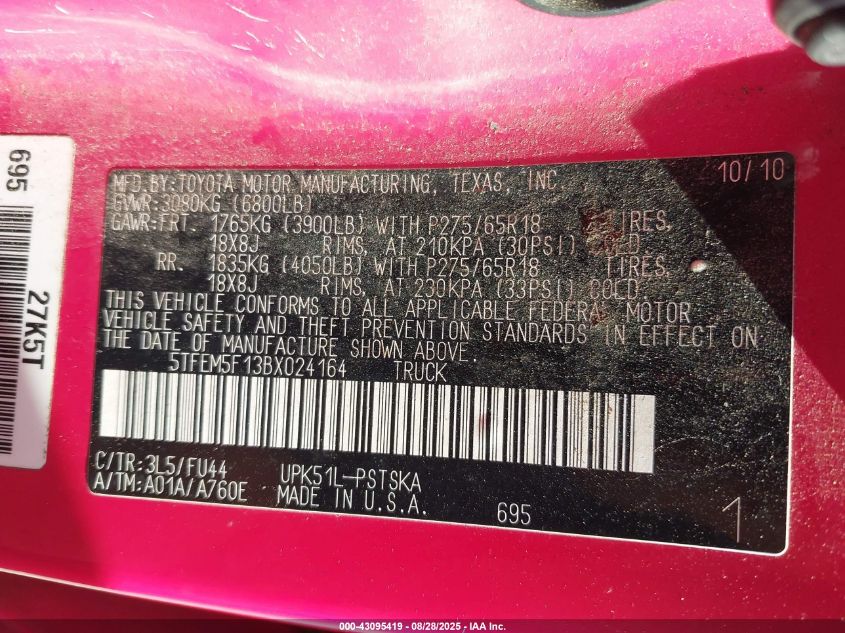 695
27K5T
MFD.BY:TOYOTA MOTOR MANUFACTURING, TEXAS, INC. 10/10
GVWR:3090KG (6800LB)
GAWR:FRT. 1765KG (3900LB) WITH P275/65R18 TIRES.
18X8J RIMS, AT 210KPA (30PSI) COLD.
RR. 1835KG (4050LB) WITH P275/65R18 TIRES.
18X8J RIMS, AT 230KPA (33PSI) COLD.
THIS VEHICLE CONFORMS TO ALL APPLICABLE FEDERAL MOTOR
VEHICLE SAFETY AND THEFT PREVENTION STANDARDS IN EFFECT ON
THE DATE OF MANUFACTURE SHOWN ABOVE.
5TFEM5F13BX024164 TRUCK
C/TR:3L5/FU44 UPK51L-PSTSKA
A/TM:A01A/A760E MADE IN U.S.A. 695 1
000-43095419 - 08/28/2025 - IAA Inc.